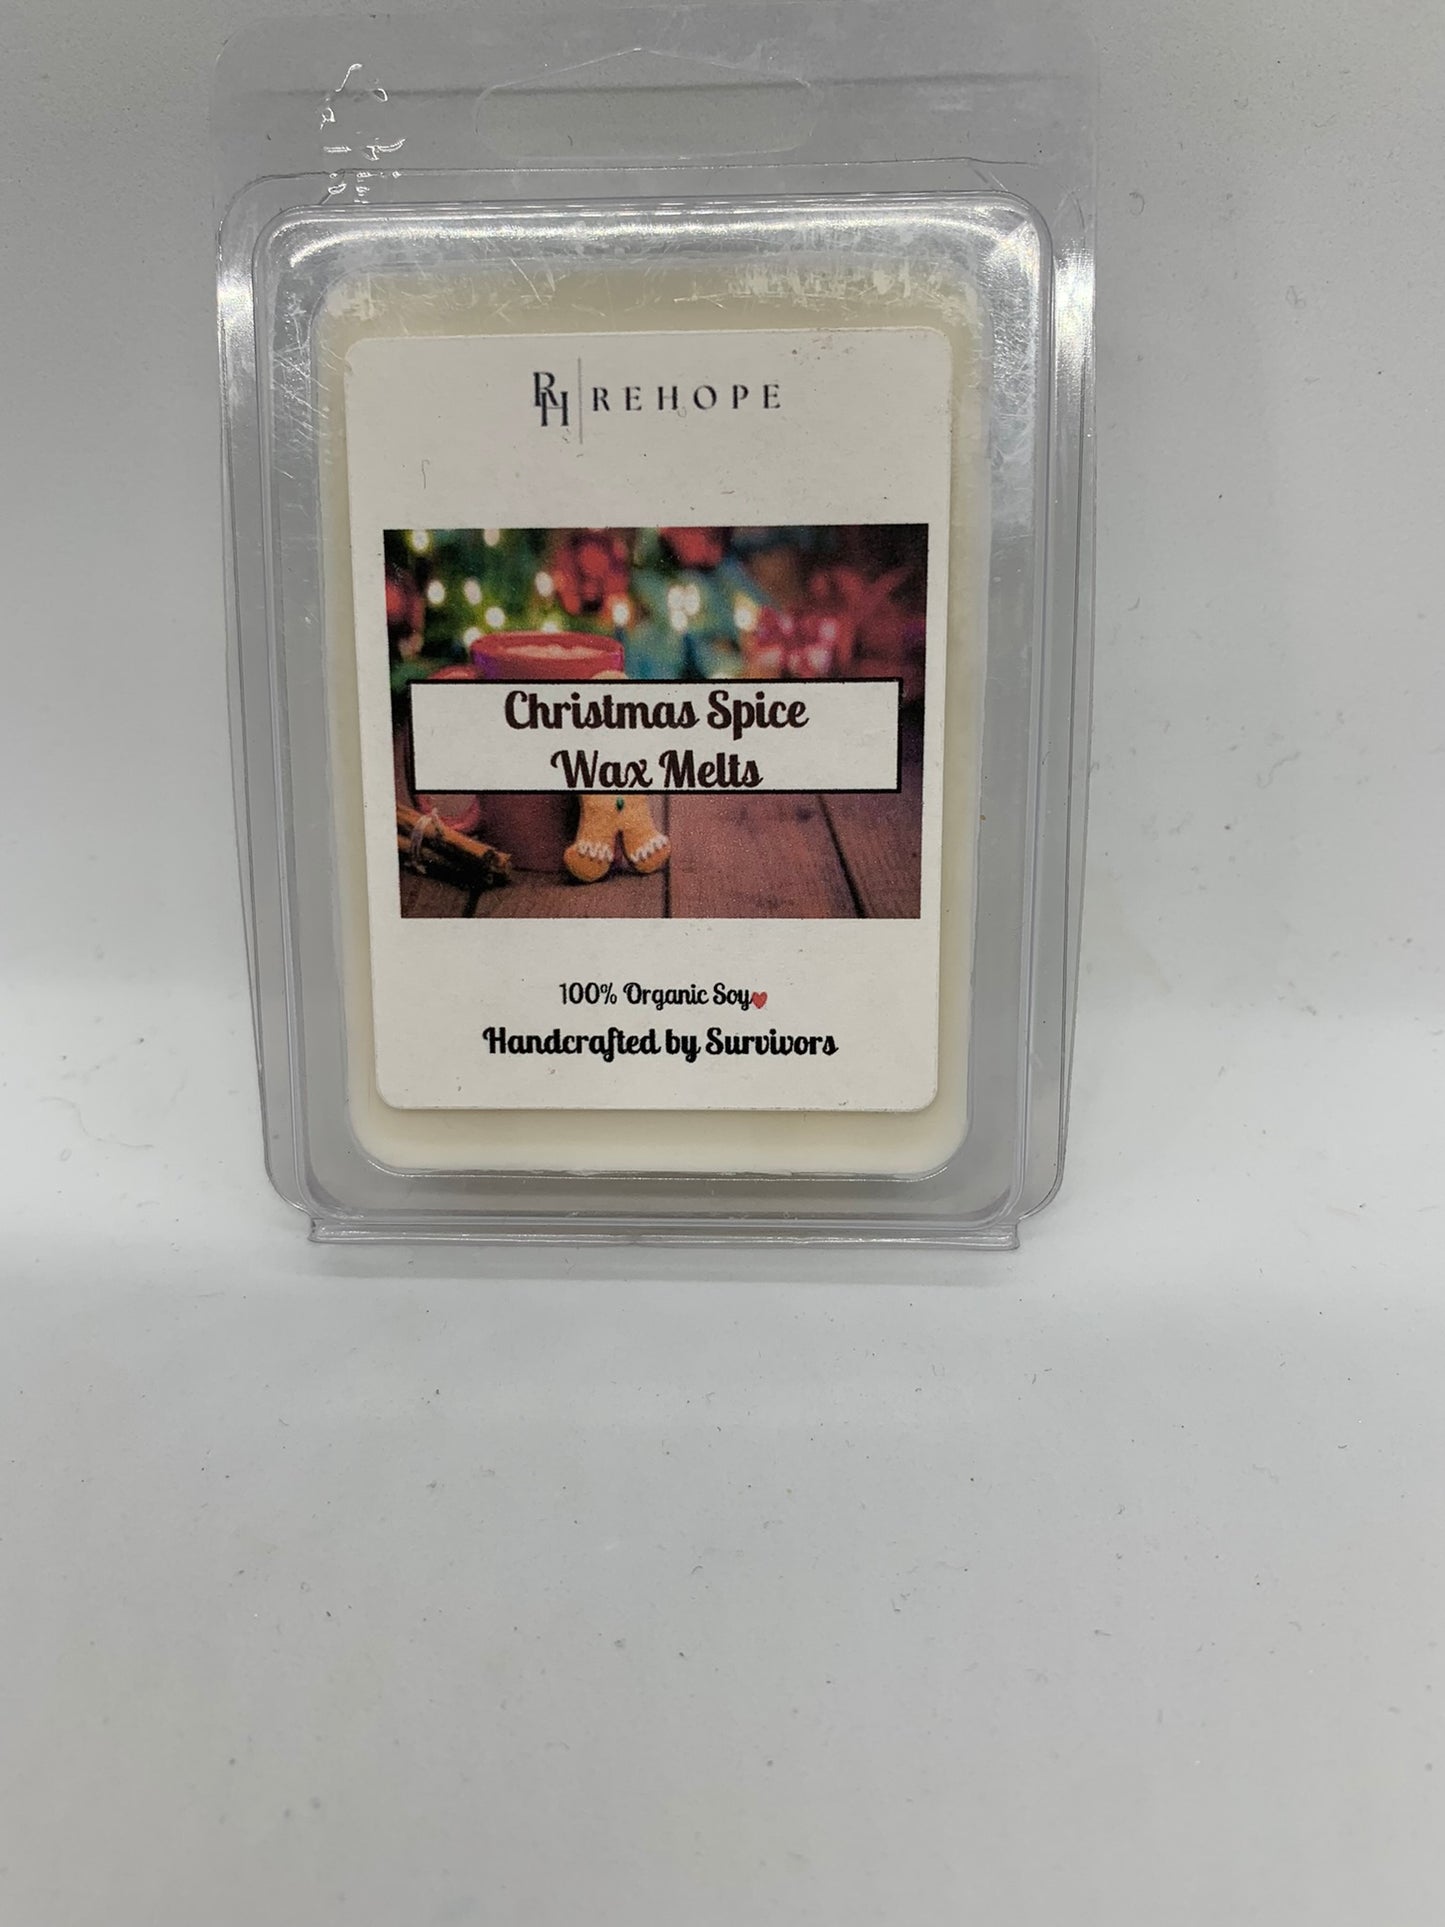 RH REHOPE
Christmas Spice
Wax Melts
100% Organic Soy
Handcrafted by Survivors